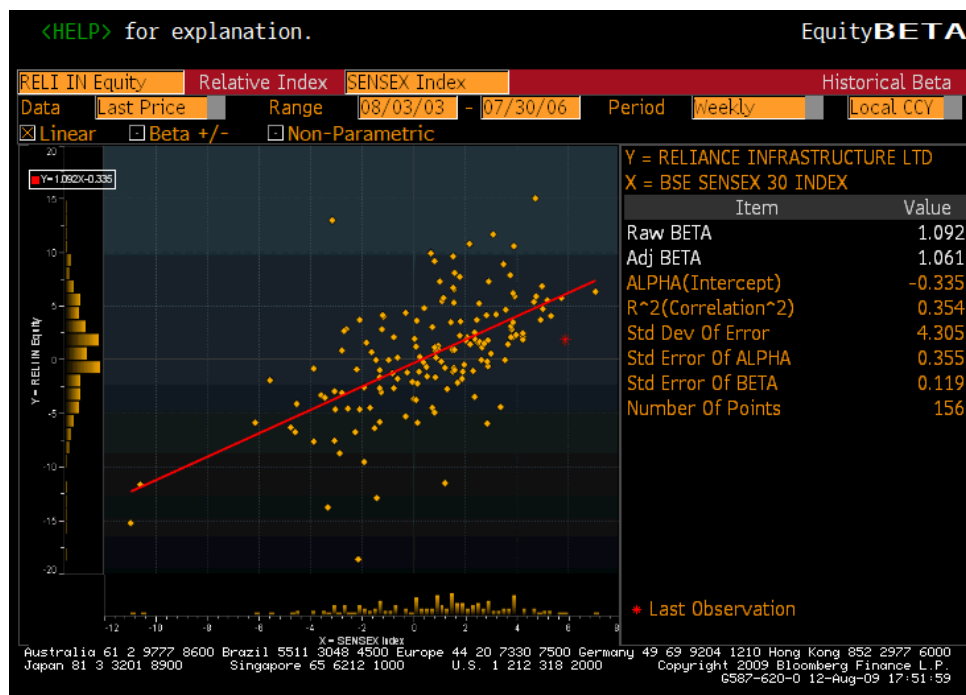 <HELP> for explanation. EquityBETA
RELI IN Equity Relative Index SENSEX Index Historical Beta
Data Last Price Range 08/03/03 - 07/30/06 Period Weekly Local CCY
Linear Beta +/- Non-Parametric
Y = RELIANCE INFRASTRUCTURE LTD
X = BSE SENSEX 30 INDEX
Item Value
Raw BETA 1.092
Adj BETA 1.061
ALPHA(Intercept) -0.335
R^2(Correlation^2) 0.354
Std Dev Of Error 4.305
Std Error Of ALPHA 0.355
Std Error Of BETA 0.119
Number Of Points 156
* Last Observation
20
Y=1.092X-0.335
15
10
5
0
-5
-10
-15
-20
Y = RELI IN Equity
-12 -10 -8 -6 -4 -2 0 2 4 6 8
X = SENSEX Index
Australia 61 2 9777 8600 Brazil 5511 3048 4500 Europe 44 20 7330 7500 Germany 49 69 9204 1210 Hong Kong 852 2977 6000
Japan 81 3 3201 8900 Singapore 65 6212 1000 U.S. 1 212 318 2000 Copyright 2009 Bloomberg Finance L.P.
G587-620-0 12-Aug-09 17:51:59